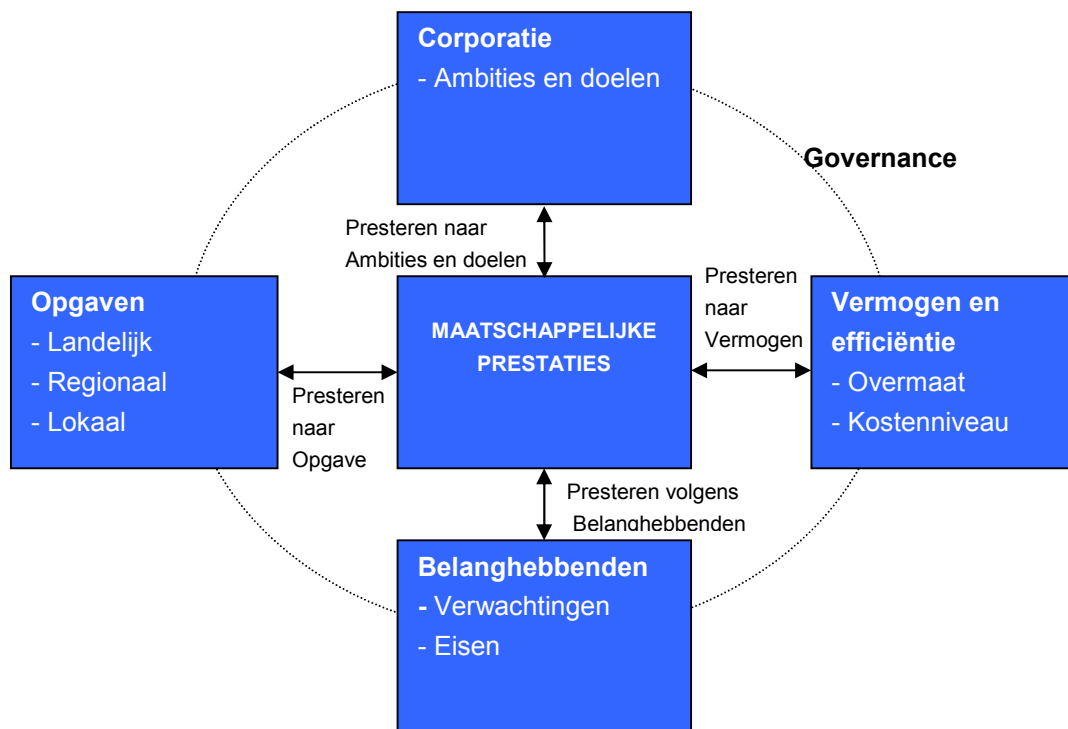 Corporatie
- Ambities en doelen
Governance
Presteren naar
Ambities en doelen
Opgaven
- Landelijk
- Regionaal
- Lokaal
Presteren
naar
Opgave
MAATSCHAPPELIJKE
PRESTATIES
Presteren
naar
Vermogen
Vermogen en
efficiëntie
- Overmaat
- Kostenniveau
Presteren volgens
Belanghebbenden
Belanghebbenden
- Verwachtingen
- Eisen